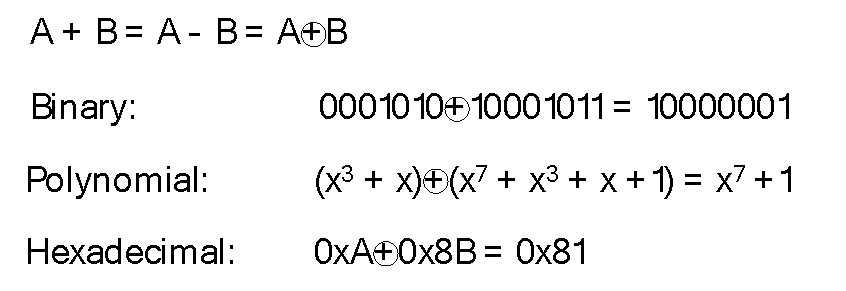 A + B = A - B = A⊕B
Binary: 0001010⊕10001011 = 10000001
Polynomial: (x³ + x)⊕(x⁷ + x³ + x + 1) = x⁷ + 1
Hexadecimal: 0xA⊕0x8B = 0x81